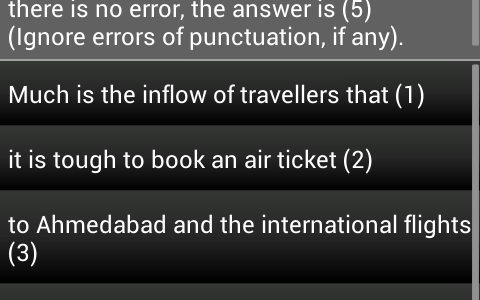 there is no error, the answer is (5)
(Ignore errors of punctuation, if any).
Much is the inflow of travellers that (1)
it is tough to book an air ticket (2)
to Ahmedabad and the international flights
(3)